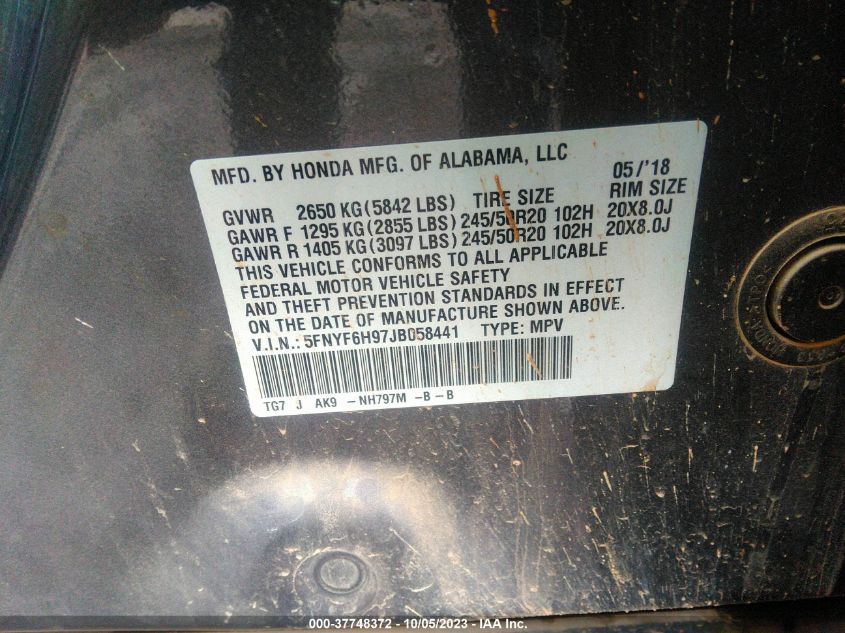 MFD. BY HONDA MFG. OF ALABAMA, LLC 05/'18
GVWR 2650 KG(5842 LBS) TIRE SIZE RIM SIZE
GAWR F 1295 KG(2855 LBS) 245/50R20 102H 20X8.0J
GAWR R 1405 KG(3097 LBS) 245/50R20 102H 20X8.0J
THIS VEHICLE CONFORMS TO ALL APPLICABLE
FEDERAL MOTOR VEHICLE SAFETY
AND THEFT PREVENTION STANDARDS IN EFFECT
ON THE DATE OF MANUFACTURE SHOWN ABOVE.
V.I.N.: 5FNYF6H97JB058441 TYPE: MPV
TG7 J AK9 -NH797M -B -B
000-37748372 - 10/05/2023 - IAA Inc.